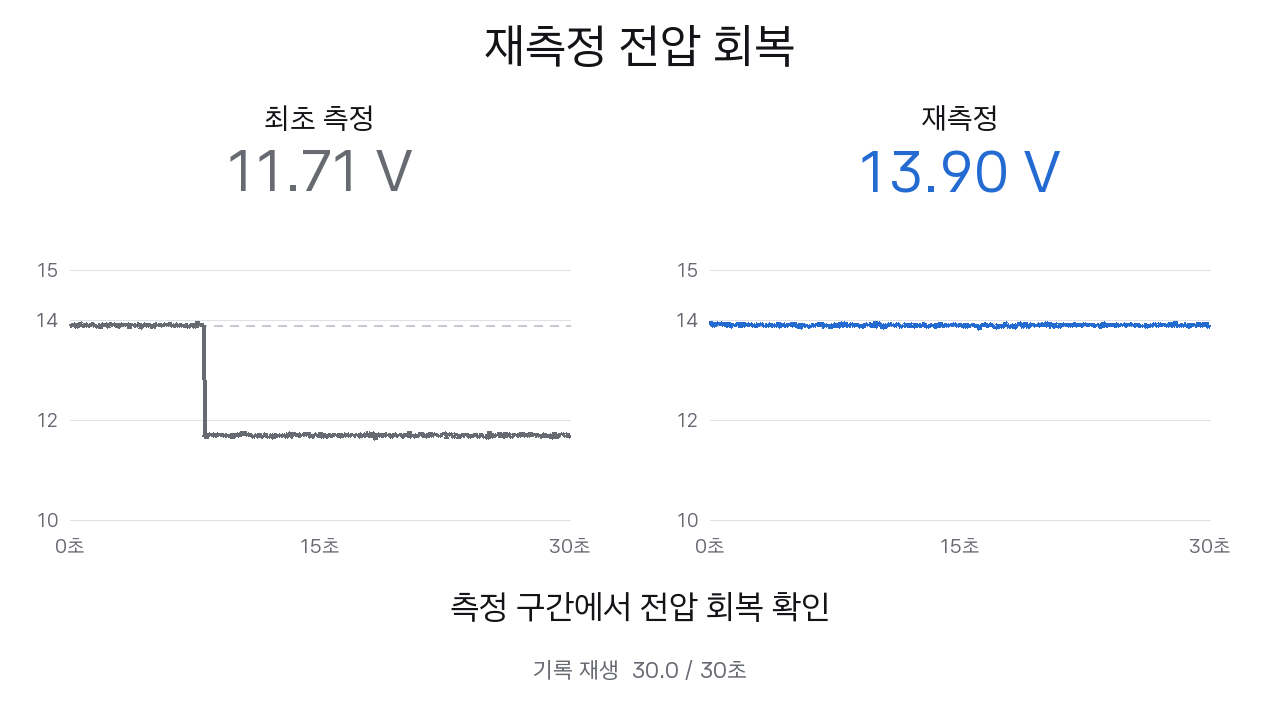 재측정 전압 회복
최초 측정
11.71 V
재측정
13.90 V
15
14
12
10
0초
15초
30초
15
14
12
10
0초
15초
30초
측정 구간에서 전압 회복 확인
기록 재생 30.0 / 30초